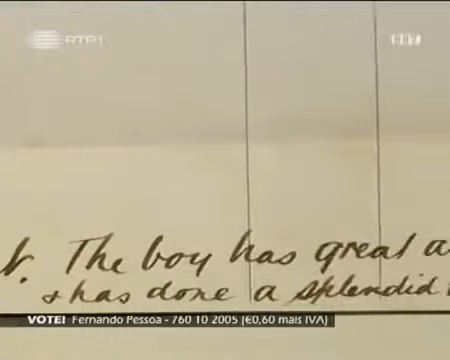 RTP1
The boy has great
& has done a splendid
VOTE! Fernando Pessoa - 760 10 2005 (€0,60 mais IVA)